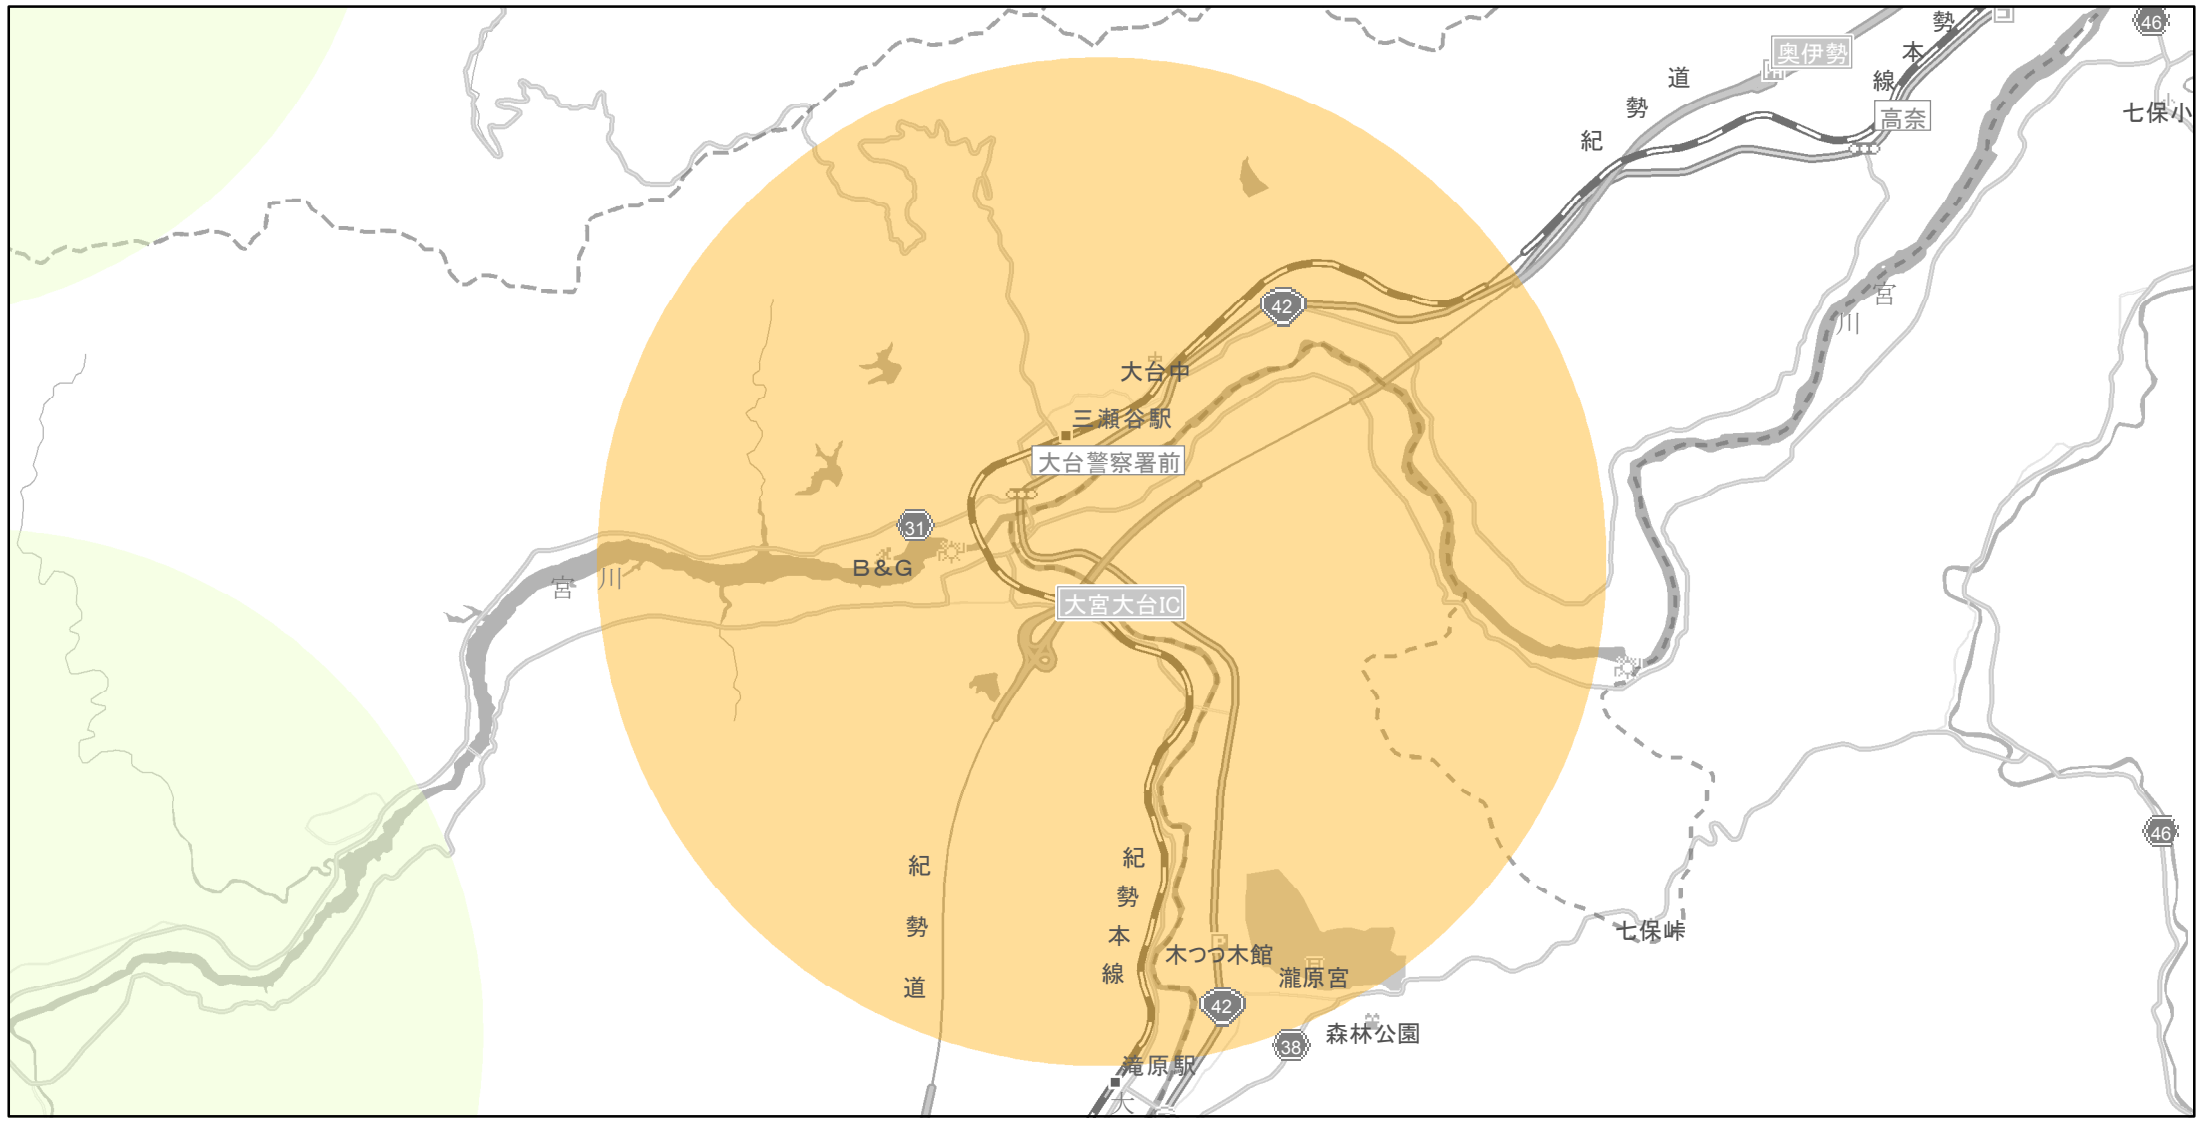 勢本線
46
奥伊勢
紀勢道
高奈
七保小
宮川
42
大台中
三瀬谷駅
大台警察署前
31
B&G
宮川
大宮大台IC
46
紀勢道
紀勢本線
七保峠
木つつ木館
瀧原宮
42
38
森林公園
滝原駅
大